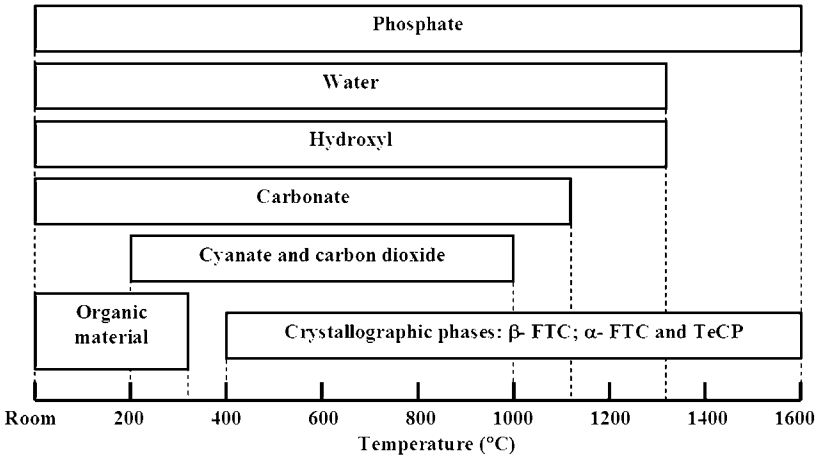 Phosphate
Water
Hydroxyl
Carbonate
Cyanate and carbon dioxide
Organic
material
Crystallographic phases: β- FTC; α- FTC and TeCP
Room 200 400 600 800 1000 1200 1400 1600
Temperature (°C)